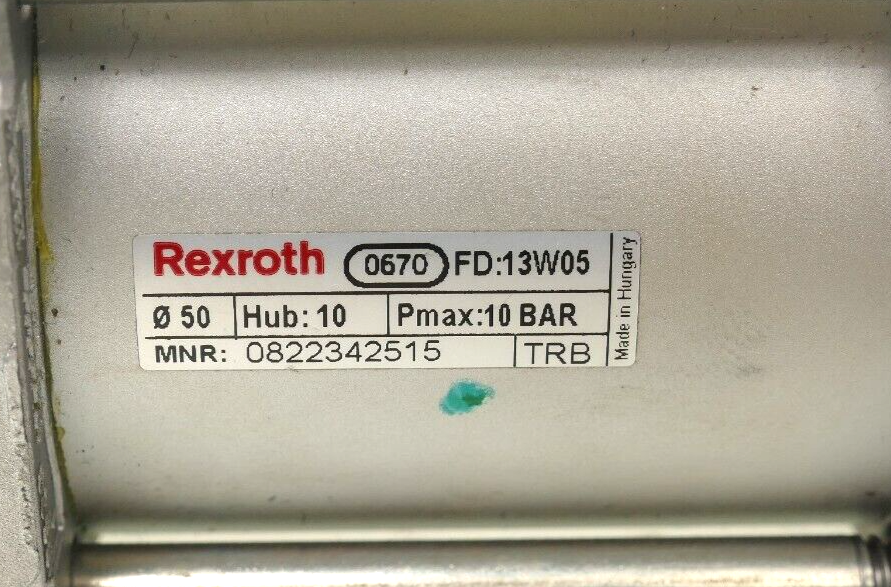 Rexroth 0670 FD:13W05
Ø 50 Hub: 10 Pmax:10 BAR
MNR: 0822342515 TRB
Made in Hungary